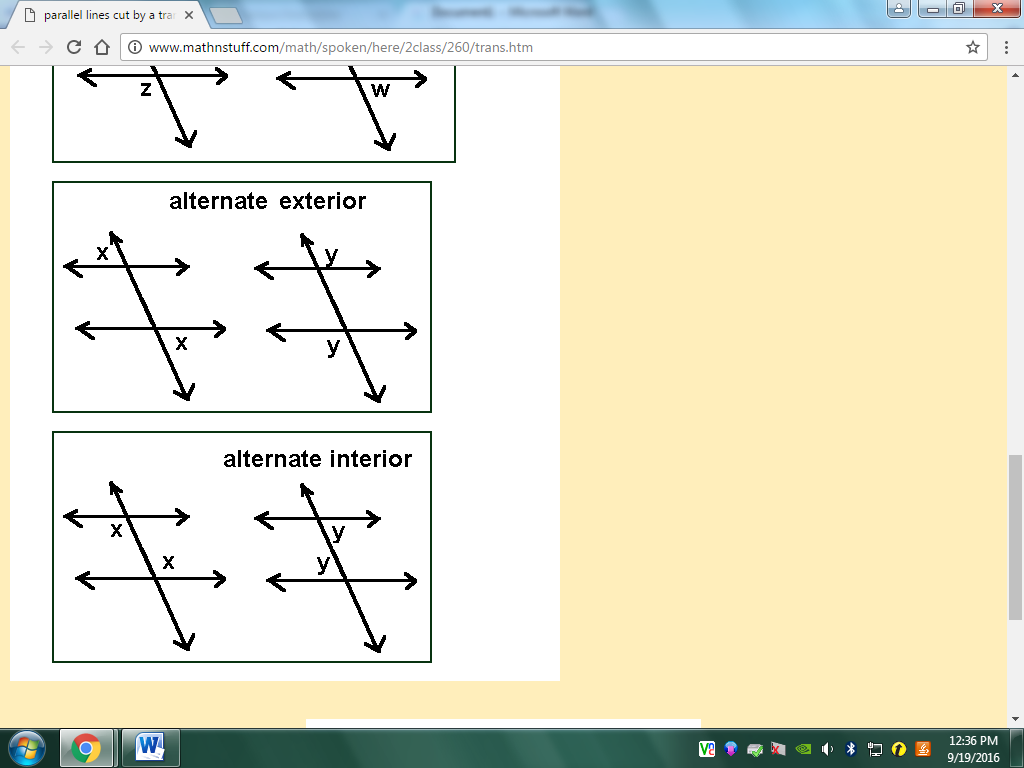 parallel lines cut by a tra
Document1 - Microsoft Word
www.mathnstuff.com/math/spoken/here/2class/260/trans.htm
z w
alternate exterior
x y
x y
alternate interior
x y
x y
12:36 PM
9/19/2016